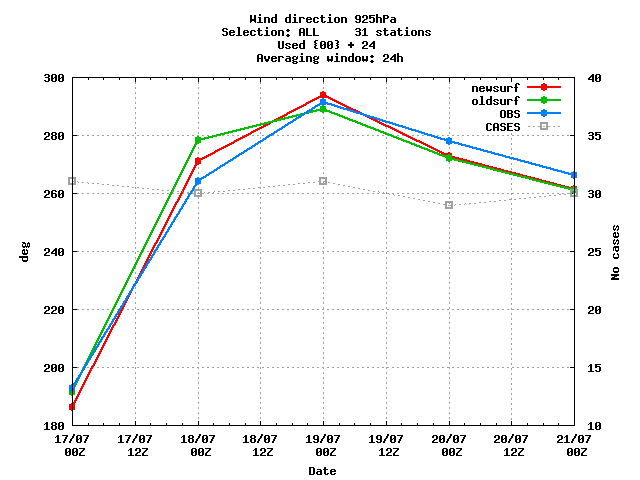 Wind direction 925hPa
Selection: ALL     31 stations
Used {00} + 24
Averaging window: 24h
300
280
260
240
220
200
180
deg
40
35
30
25
20
15
10
No cases
newsurf
oldsurf
OBS
CASES
17/07 17/07 18/07 18/07 19/07 19/07 20/07 20/07 21/07
00Z 12Z 00Z 12Z 00Z 12Z 00Z 12Z 00Z
Date